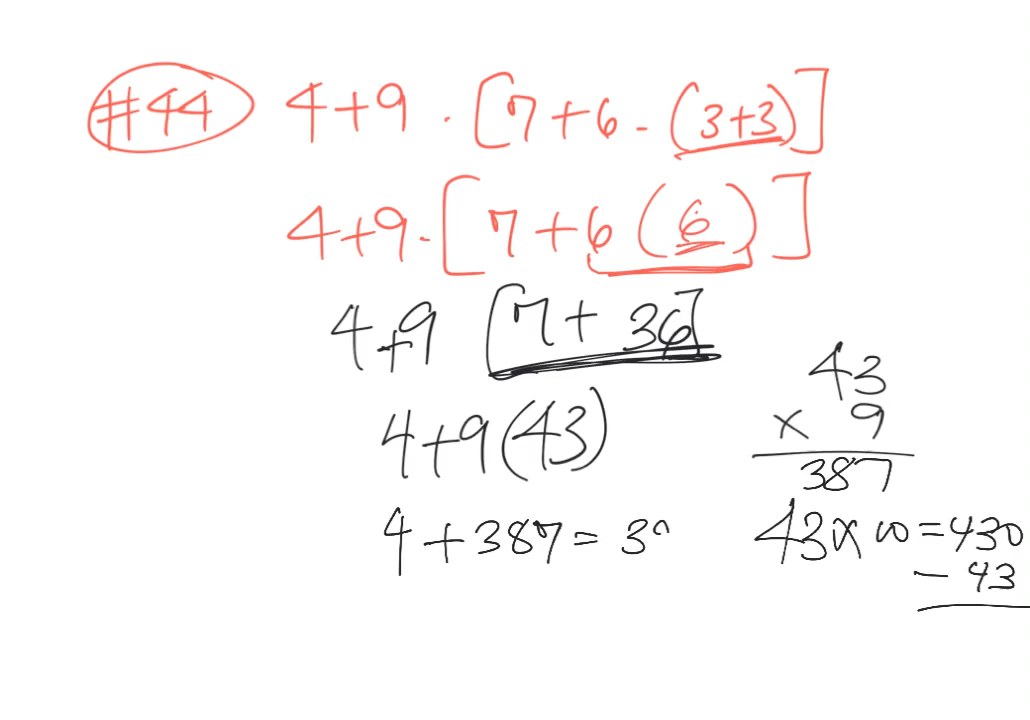 #44 4+9 · [7+6 - (3+3)]
4+9 · [7+6 (6)]
4+9 [7+ 36]
4+9(43)
4+387= 3
43
x 9
387
43x10=430
- 43